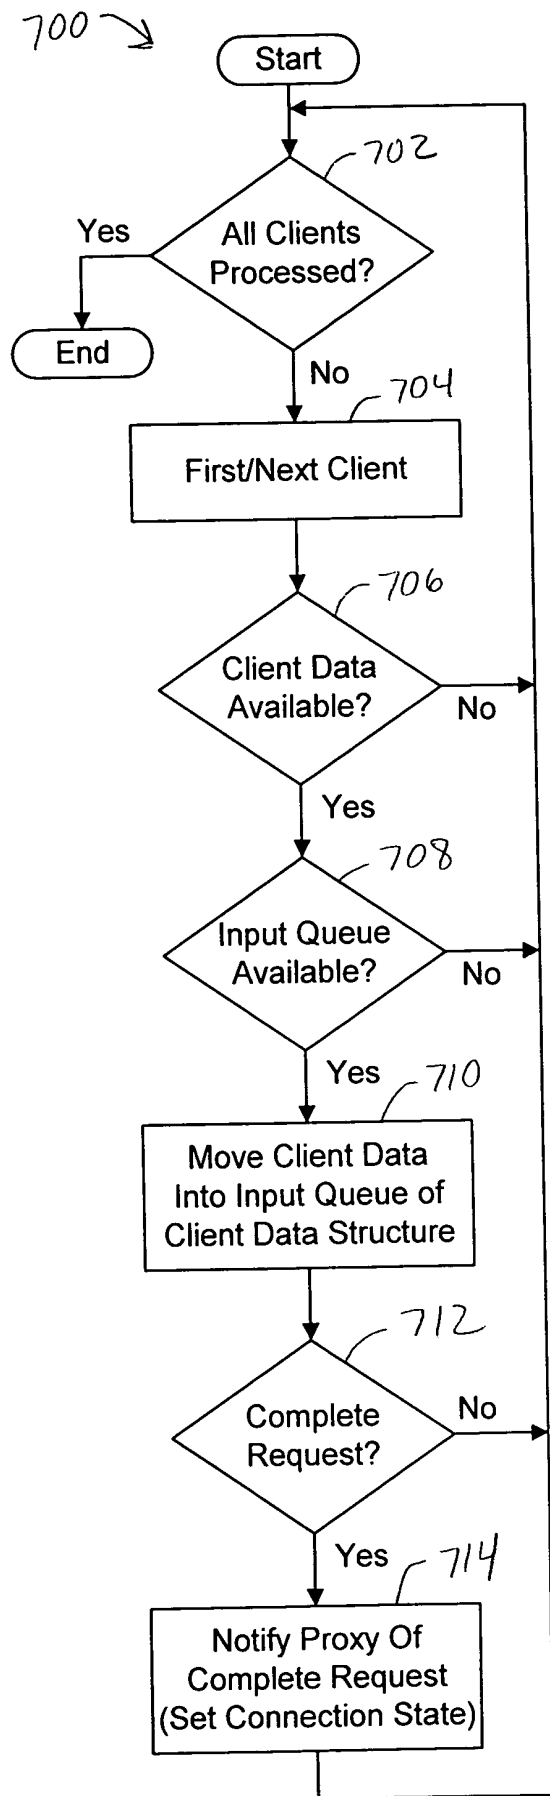 700
Start
702
All Clients
Processed?
Yes
End
No
704
First/Next Client
706
Client Data
Available?
No
Yes
708
Input Queue
Available?
No
Yes
710
Move Client Data
Into Input Queue of
Client Data Structure
712
Complete
Request?
No
Yes
714
Notify Proxy Of
Complete Request
(Set Connection State)